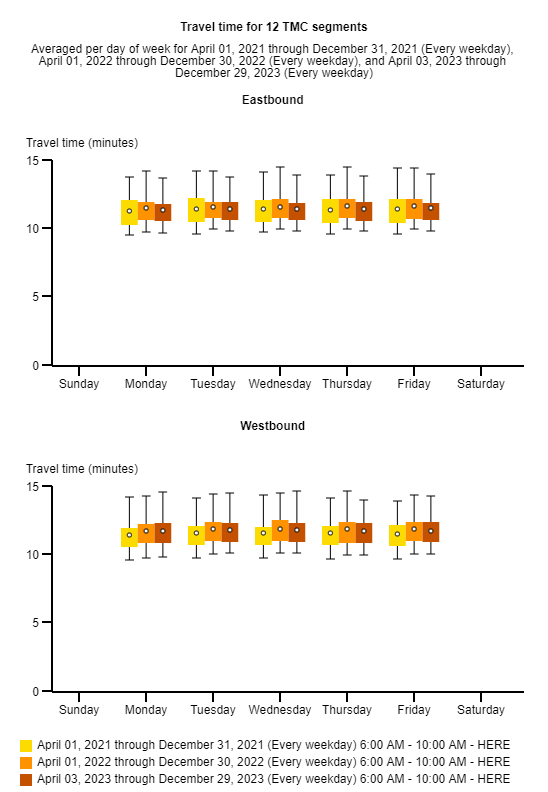 Travel time for 12 TMC segments
Averaged per day of week for April 01, 2021 through December 31, 2021 (Every weekday),
April 01, 2022 through December 30, 2022 (Every weekday), and April 03, 2023 through
December 29, 2023 (Every weekday)
Eastbound
Travel time (minutes)
15
10
5
0
Sunday Monday Tuesday Wednesday Thursday Friday Saturday
Westbound
Travel time (minutes)
15
10
5
0
Sunday Monday Tuesday Wednesday Thursday Friday Saturday
April 01, 2021 through December 31, 2021 (Every weekday) 6:00 AM - 10:00 AM - HERE
April 01, 2022 through December 30, 2022 (Every weekday) 6:00 AM - 10:00 AM - HERE
April 03, 2023 through December 29, 2023 (Every weekday) 6:00 AM - 10:00 AM - HERE